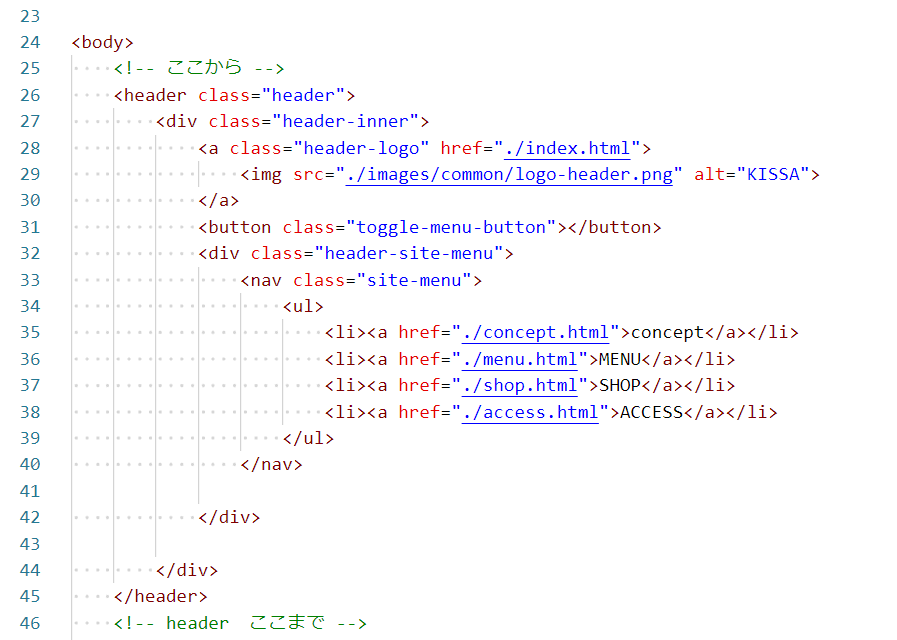 23
24 <body>
25 <!-- ここから -->
26 <header class="header">
27 <div class="header-inner">
28 <a class="header-logo" href="./index.html">
29 <img src="./images/common/logo-header.png" alt="KISSA">
30 </a>
31 <button class="toggle-menu-button"></button>
32 <div class="header-site-menu">
33 <nav class="site-menu">
34 <ul>
35 <li><a href="./concept.html">concept</a></li>
36 <li><a href="./menu.html">MENU</a></li>
37 <li><a href="./shop.html">SHOP</a></li>
38 <li><a href="./access.html">ACCESS</a></li>
39 </ul>
40 </nav>
41
42 </div>
43
44 </div>
45 </header>
46 <!-- header　ここまで -->